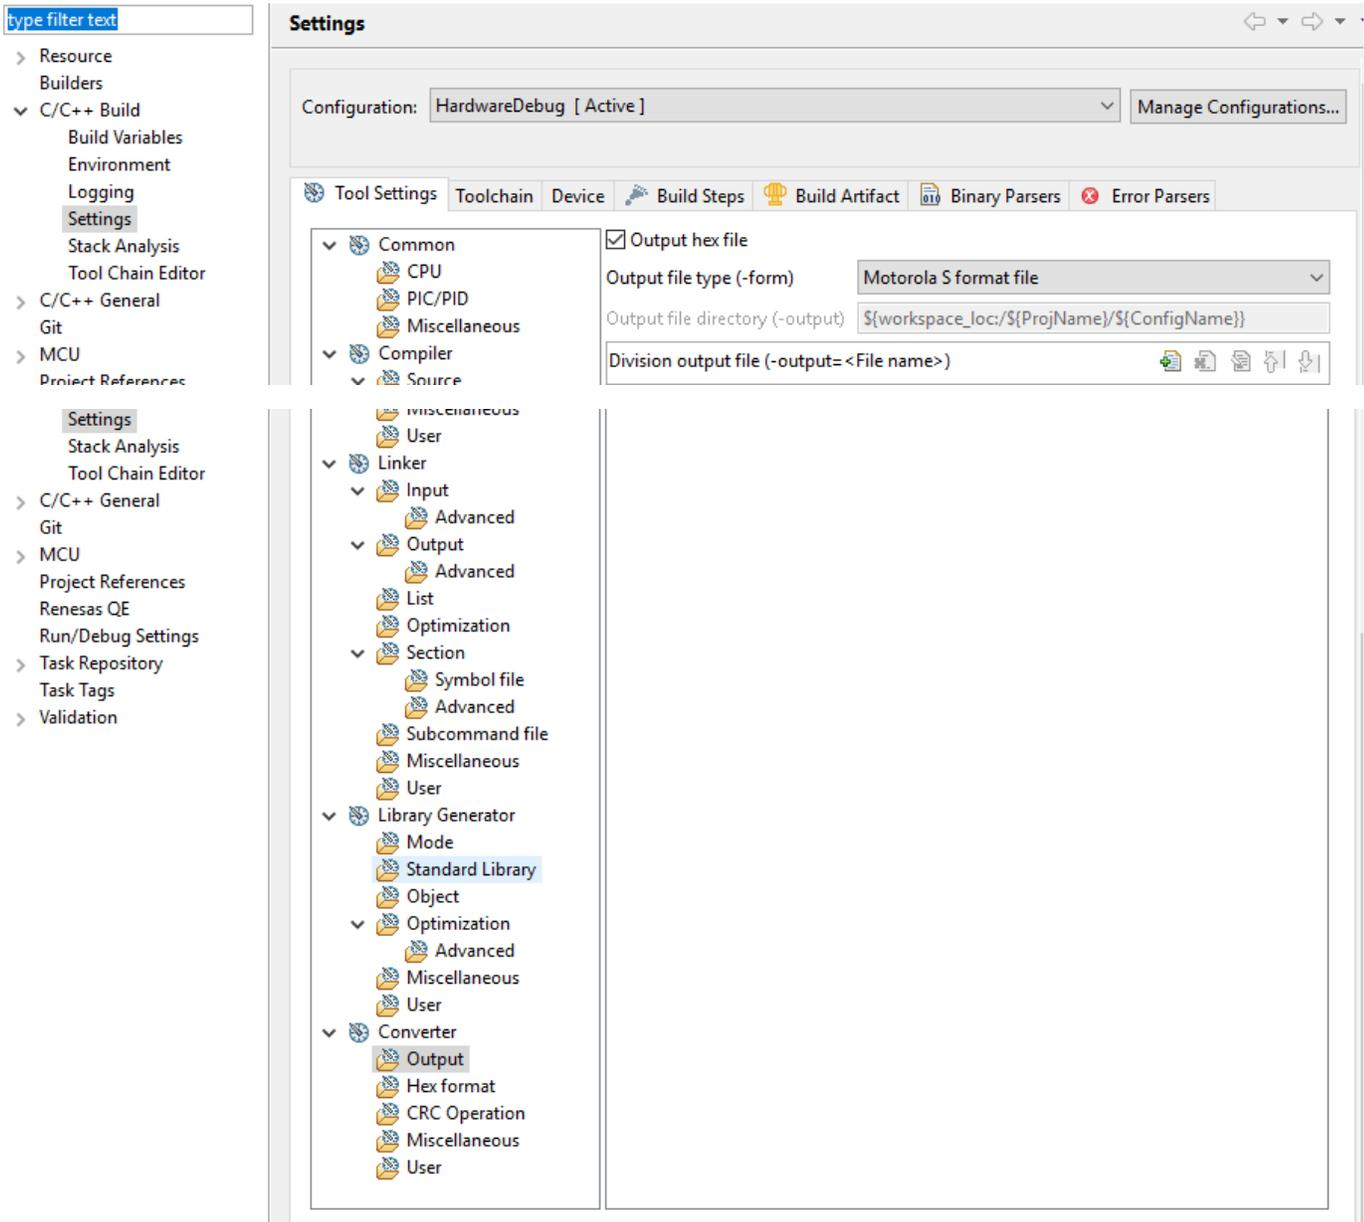 type filter text
Resource
Builders
C/C++ Build
Build Variables
Environment
Logging
Settings
Stack Analysis
Tool Chain Editor
C/C++ General
Git
MCU
Project References
Settings
Configuration:
HardwareDebug [ Active ]
Manage Configurations...
Tool Settings
Toolchain
Device
Build Steps
Build Artifact
Binary Parsers
Error Parsers
Common
CPU
PIC/PID
Miscellaneous
Compiler
Source
Output hex file
Output file type (-form)
Motorola S format file
Output file directory (-output)
${workspace_loc:/${ProjName}/${ConfigName}}
Division output file (-output=<File name>)
Settings
Stack Analysis
Tool Chain Editor
C/C++ General
Git
MCU
Project References
Renesas QE
Run/Debug Settings
Task Repository
Task Tags
Validation
Miscellaneous
User
Linker
Input
Advanced
Output
Advanced
List
Optimization
Section
Symbol file
Advanced
Subcommand file
Miscellaneous
User
Library Generator
Mode
Standard Library
Object
Optimization
Advanced
Miscellaneous
User
Converter
Output
Hex format
CRC Operation
Miscellaneous
User